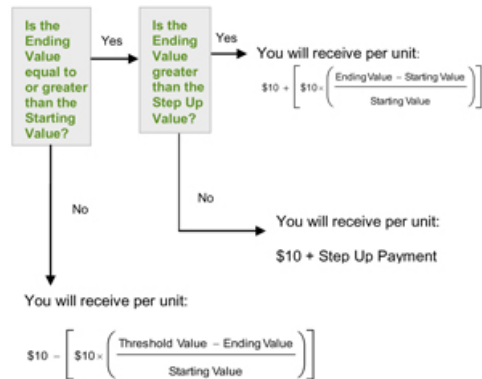 Is the
Ending
Value
equal to
or greater
than the
Starting
Value?
Yes
Is the
Ending
Value
greater
than the
Step Up
Value?
Yes
You will receive per unit:
$10 + [ $10 × ( Ending Value − Starting Value
Starting Value ) ]
No
You will receive per unit:
$10 + Step Up Payment
No
You will receive per unit:
$10 − [ $10 × ( Threshold Value − Ending Value
Starting Value ) ]